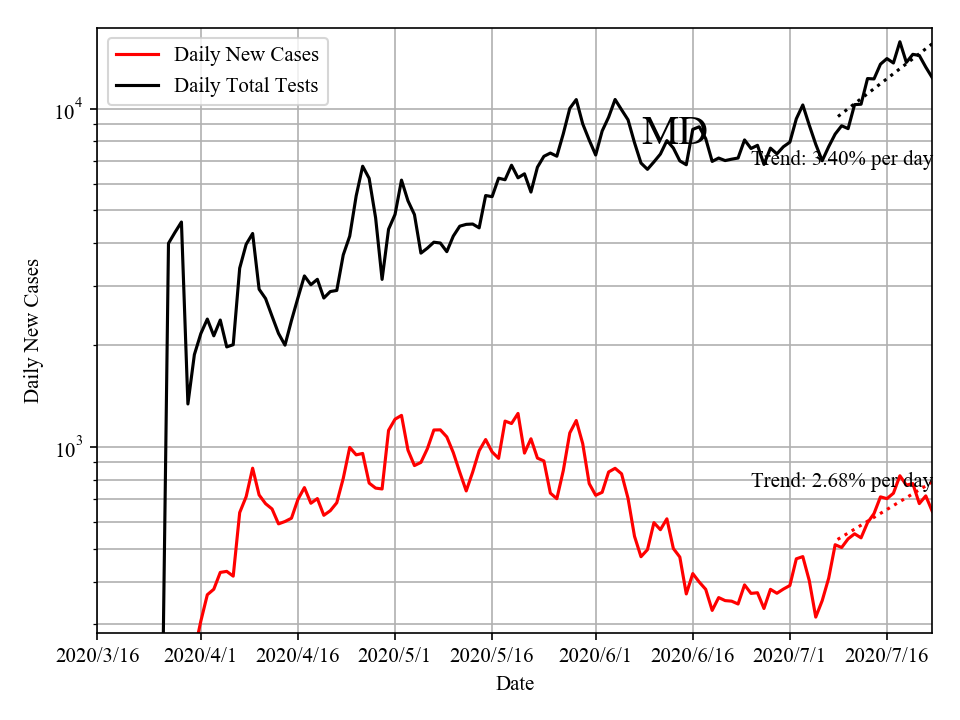 Daily New Cases
Daily Total Tests
10^4
MD
Trend: 3.40% per day
Daily New Cases
10^3
Trend: 2.68% per day
2020/3/16 2020/4/1 2020/4/16 2020/5/1 2020/5/16 2020/6/1 2020/6/16 2020/7/1 2020/7/16
Date